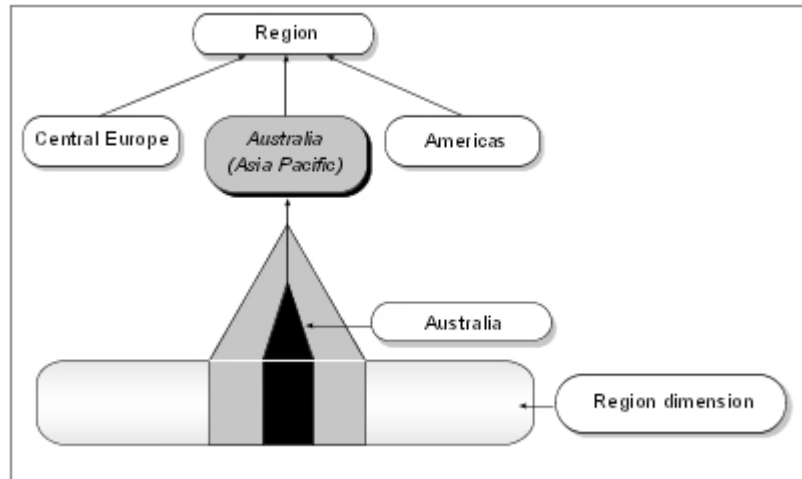 Region
Central Europe
Australia
(Asia Pacific)
Americas
Australia
Region dimension